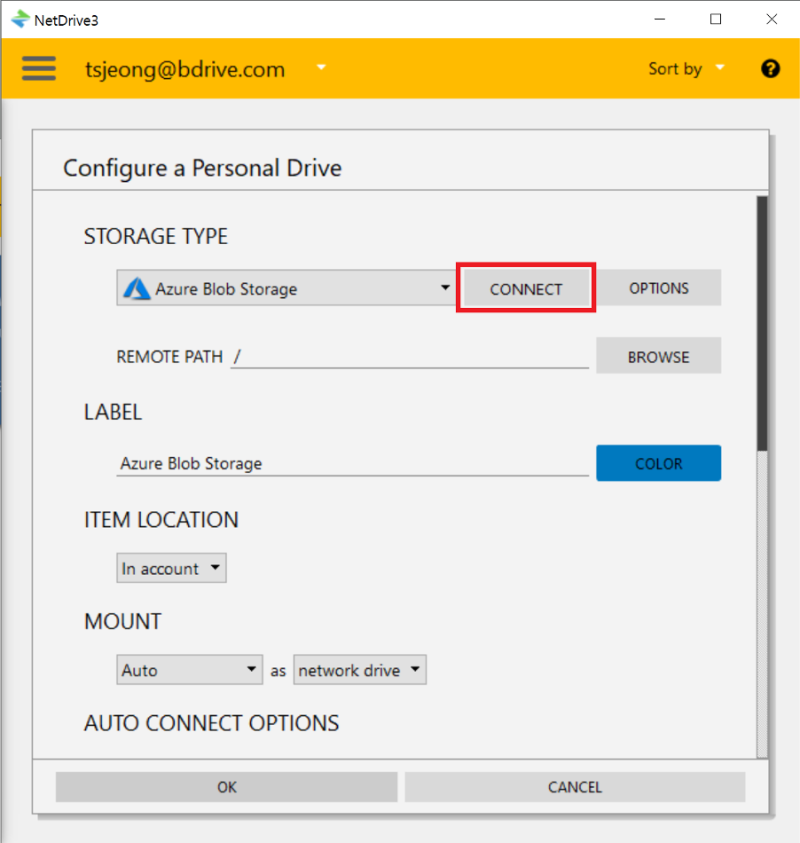 NetDrive3
tsjeong@bdrive.com Sort by ?
Configure a Personal Drive
STORAGE TYPE
Azure Blob Storage CONNECT OPTIONS
REMOTE PATH / BROWSE
LABEL
Azure Blob Storage COLOR
ITEM LOCATION
In account
MOUNT
Auto as network drive
AUTO CONNECT OPTIONS
OK CANCEL